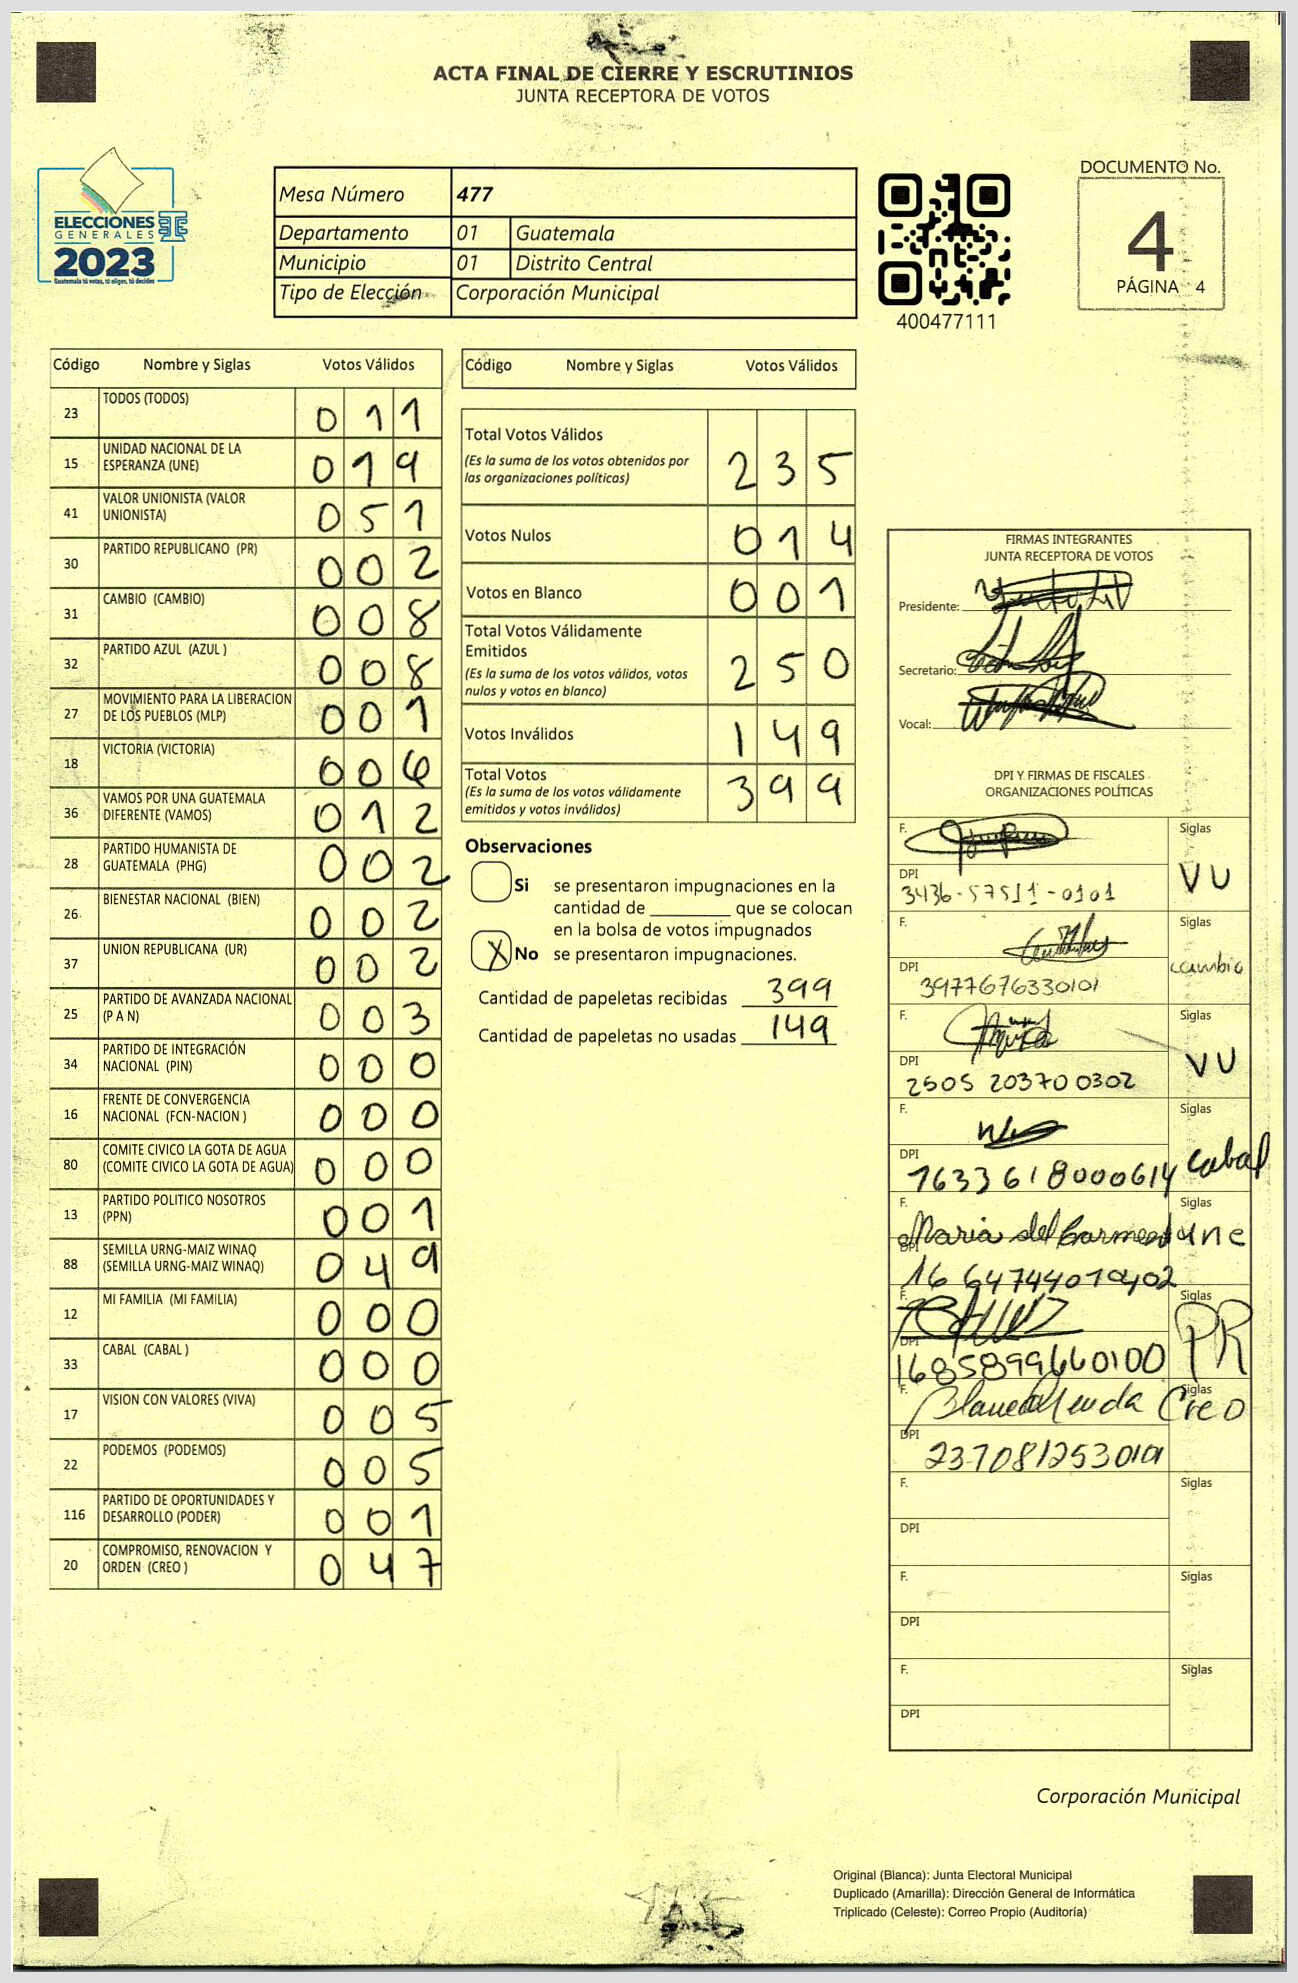 ACTA FINAL DE CIERRE Y ESCRUTINIOS
JUNTA RECEPTORA DE VOTOS
ELECCIONES
GENERALES
2023
Guatemala tú votas, tú eliges, tú decides
Mesa Número 477
Departamento 01 Guatemala
Municipio 01 Distrito Central
Tipo de Elección Corporación Municipal
400477111
DOCUMENTO No.
4
PÁGINA 4
Código Nombre y Siglas Votos Válidos
23 TODOS (TODOS) 0 1 1
15 UNIDAD NACIONAL DE LA
ESPERANZA (UNE) 0 1 9
41 VALOR UNIONISTA (VALOR
UNIONISTA) 0 5 1
30 PARTIDO REPUBLICANO (PR) 0 0 2
31 CAMBIO (CAMBIO) 0 0 8
32 PARTIDO AZUL (AZUL ) 0 0 8
27 MOVIMIENTO PARA LA LIBERACION
DE LOS PUEBLOS (MLP) 0 0 1
18 VICTORIA (VICTORIA) 0 0 6
36 VAMOS POR UNA GUATEMALA
DIFERENTE (VAMOS) 0 1 2
28 PARTIDO HUMANISTA DE
GUATEMALA (PHG) 0 0 2
26 BIENESTAR NACIONAL (BIEN) 0 0 2
37 UNION REPUBLICANA (UR) 0 0 2
25 PARTIDO DE AVANZADA NACIONAL
(P A N) 0 0 3
34 PARTIDO DE INTEGRACIÓN
NACIONAL (PIN) 0 0 0
16 FRENTE DE CONVERGENCIA
NACIONAL (FCN-NACION ) 0 0 0
80 COMITE CIVICO LA GOTA DE AGUA
(COMITE CIVICO LA GOTA DE AGUA) 0 0 0
13 PARTIDO POLITICO NOSOTROS
(PPN) 0 0 1
88 SEMILLA URNG-MAIZ WINAQ
(SEMILLA URNG-MAIZ WINAQ) 0 4 9
12 MI FAMILIA (MI FAMILIA) 0 0 0
33 CABAL (CABAL ) 0 0 0
17 VISION CON VALORES (VIVA) 0 0 5
22 PODEMOS (PODEMOS) 0 0 5
116 PARTIDO DE OPORTUNIDADES Y
DESARROLLO (PODER) 0 0 1
20 COMPROMISO, RENOVACION Y
ORDEN (CREO ) 0 4 7
Código Nombre y Siglas Votos Válidos
Total Votos Válidos
(Es la suma de los votos obtenidos por
las organizaciones políticas) 2 3 5
Votos Nulos 0 1 4
Votos en Blanco 0 0 1
Total Votos Válidamente
Emitidos
(Es la suma de los votos válidos, votos
nulos y votos en blanco) 2 5 0
Votos Inválidos 1 4 9
Total Votos
(Es la suma de los votos válidamente
emitidos y votos inválidos) 3 9 9
Observaciones
Si se presentaron impugnaciones en la
cantidad de ________ que se colocan
en la bolsa de votos impugnados
X No se presentaron impugnaciones.
Cantidad de papeletas recibidas 399
Cantidad de papeletas no usadas 149
FIRMAS INTEGRANTES
JUNTA RECEPTORA DE VOTOS
Presidente:
Secretario:
Vocal:
DPI Y FIRMAS DE FISCALES
ORGANIZACIONES POLÍTICAS
F. Siglas
VU
DPI
3436-57511-0101
F. Siglas
cambio
DPI
3977676330101
F. Siglas
VU
DPI
2505 20370 0302
F. Siglas
cabal
DPI
1633618000614
F. Siglas
Maria del Carmen une
DPI
16 64744010402
F. Siglas
PR
DPI
1685899660100
F. Siglas
Creo
DPI
2370812530101
F. Siglas
DPI
F. Siglas
DPI
F. Siglas
DPI
Corporación Municipal
Original (Blanca): Junta Electoral Municipal
Duplicado (Amarilla): Dirección General de Informática
Triplicado (Celeste): Correo Propio (Auditoría)